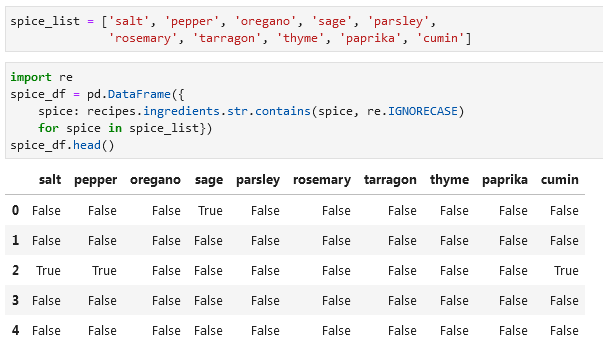 spice_list = ['salt', 'pepper', 'oregano', 'sage', 'parsley',
              'rosemary', 'tarragon', 'thyme', 'paprika', 'cumin']
import re
spice_df = pd.DataFrame({
    spice: recipes.ingredients.str.contains(spice, re.IGNORECASE)
    for spice in spice_list})
spice_df.head()
salt pepper oregano sage parsley rosemary tarragon thyme paprika cumin
0 False False False True False False False False False False
1 False False False False False False False False False False
2 True True False False False False False False False True
3 False False False False False False False False False False
4 False False False False False False False False False False